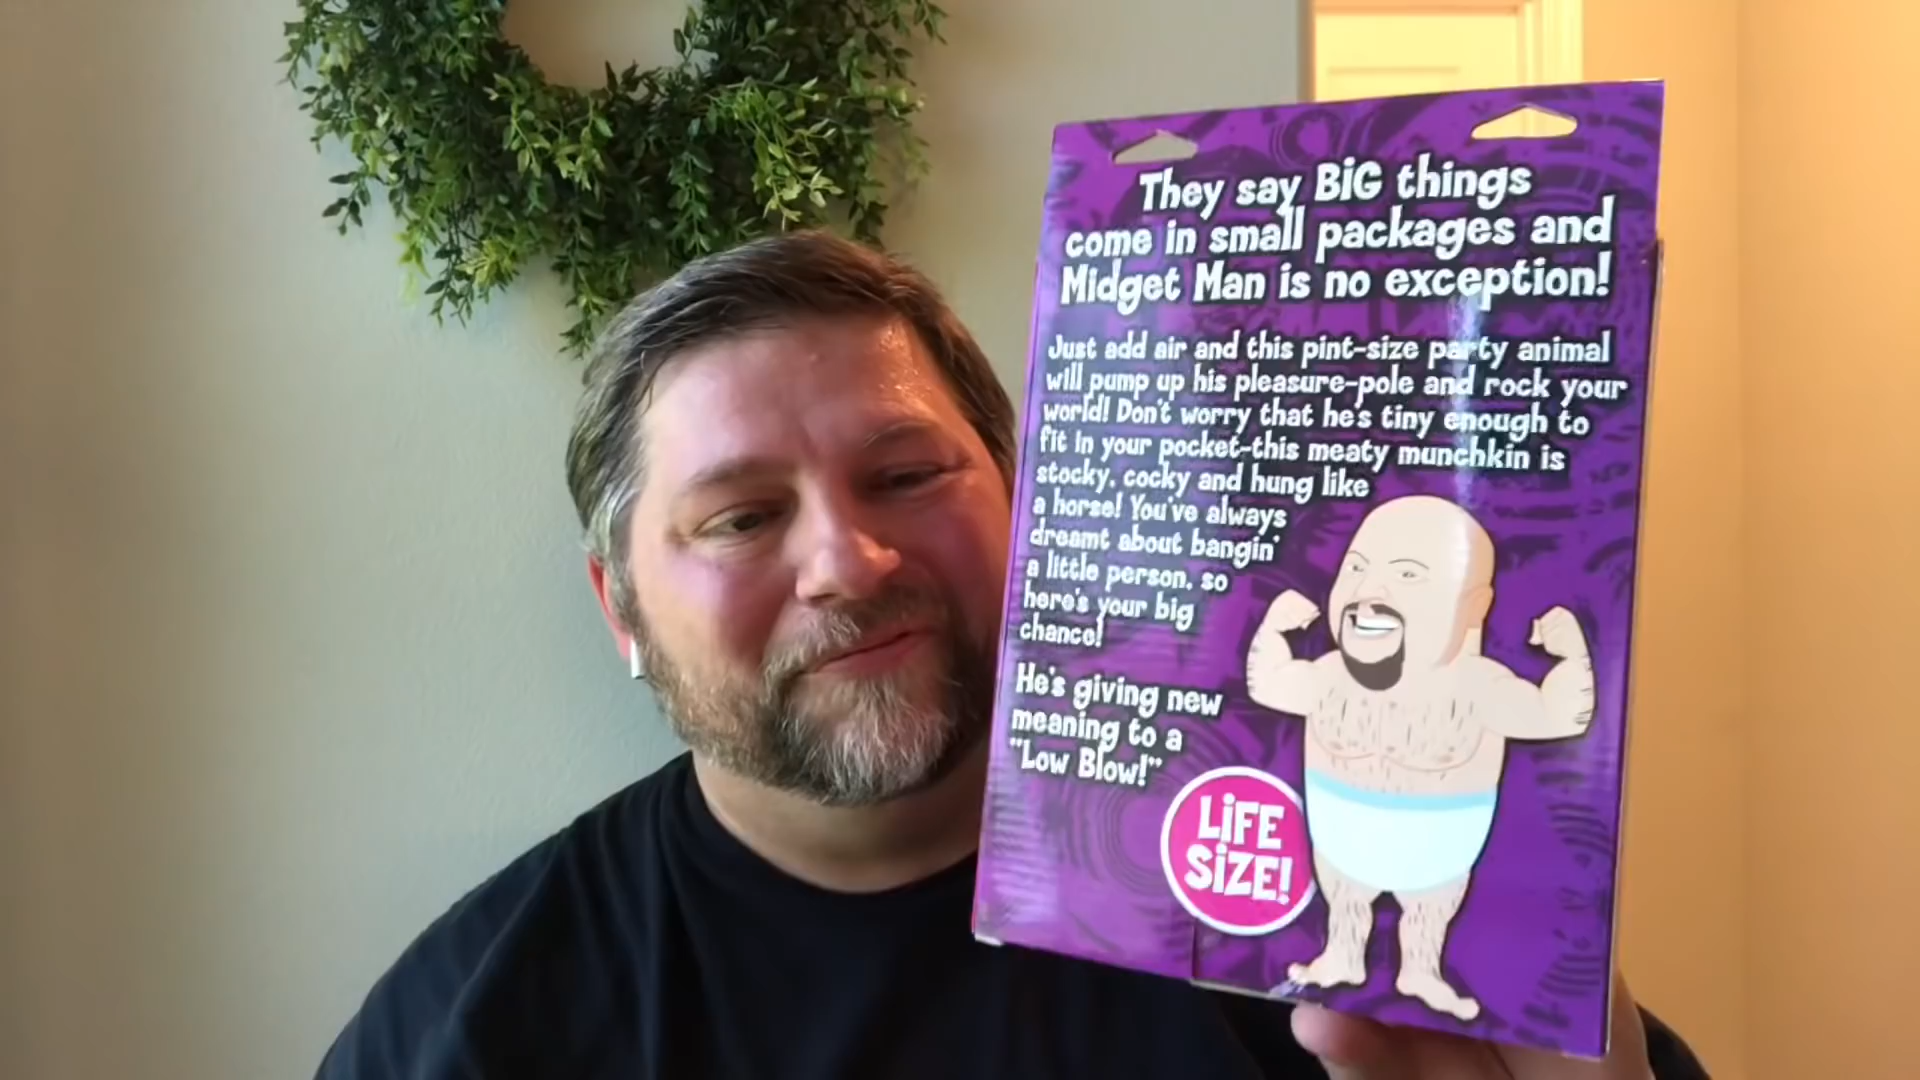 They say BiG things
come in small packages and
Midget Man is no exception!
Just add air and this pint-size party animal
will pump up his pleasure-pole and rock your
world! Don't worry that he's tiny enough to
fit in your pocket-this meaty munchkin is
stocky, cocky and hung like
a horse! You've always
dreamt about bangin'
a little person, so
here's your big
chance!
He's giving new
meaning to a
"Low Blow!"
LiFE
SiZE!